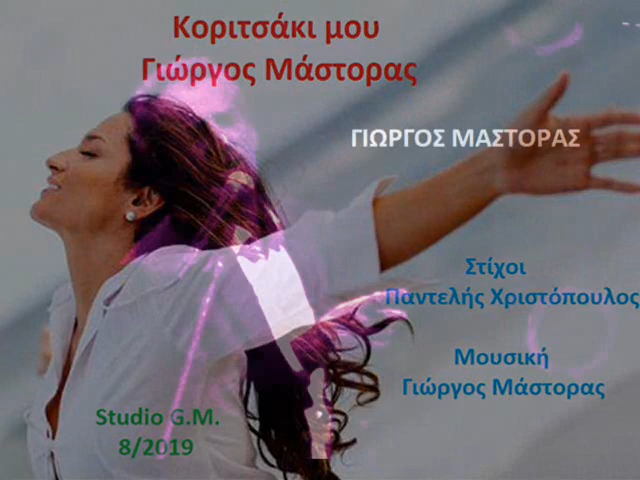 Κοριτσάκι μου
Γιώργος Μάστορας
ΓΙΩΡΓΟΣ ΜΑΣΤΟΡΑΣ
Στίχοι
Παντελής Χριστόπουλος
Μουσική
Γιώργος Μάστορας
Studio G.M.
8/2019